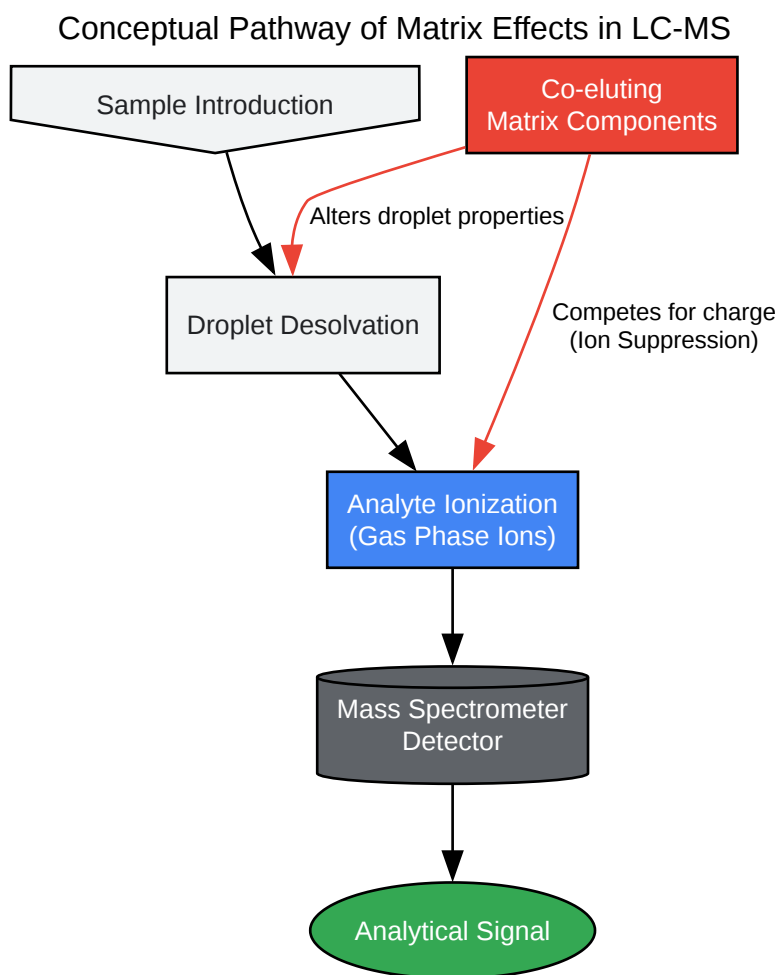 Conceptual Pathway of Matrix Effects in LC-MS
Sample Introduction
Co-eluting
Matrix Components
Alters droplet properties
Droplet Desolvation
Competes for charge
(Ion Suppression)
Analyte Ionization
(Gas Phase Ions)
Mass Spectrometer
Detector
Analytical Signal